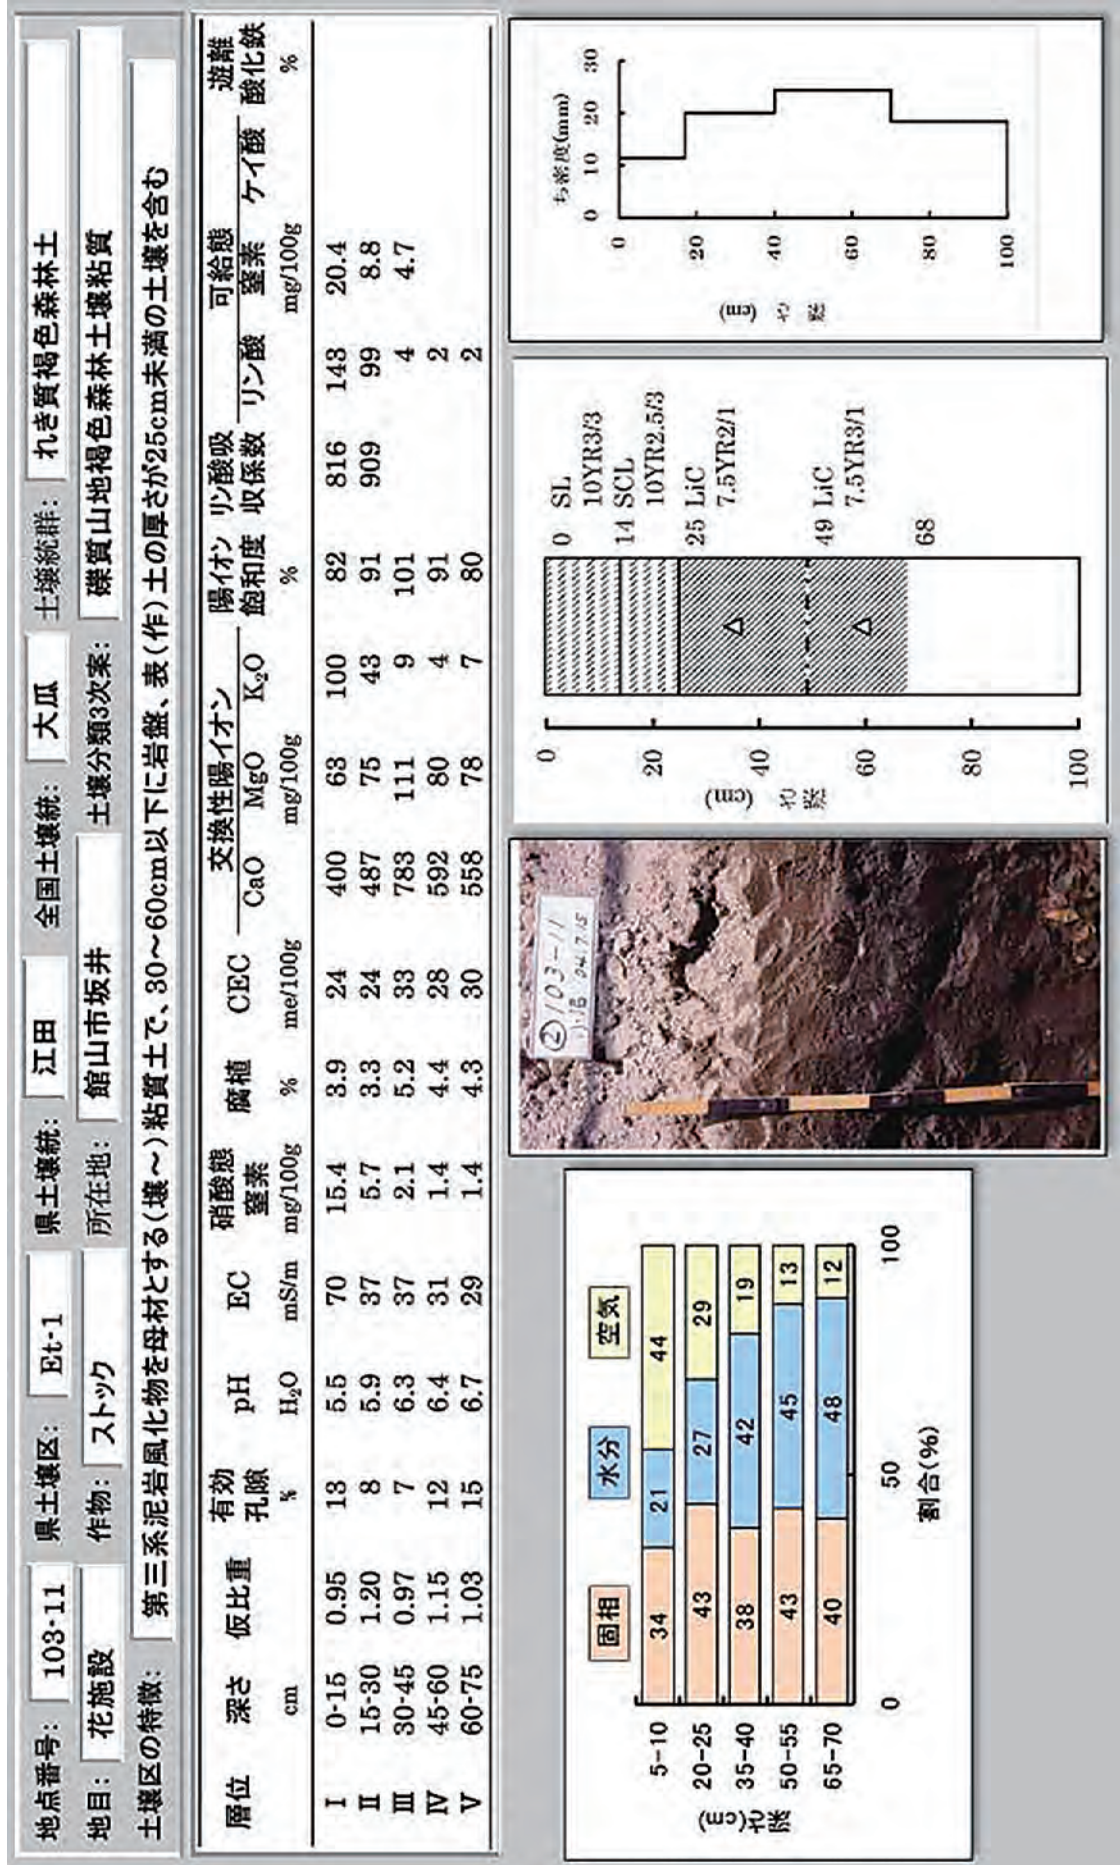 地点番号: 103-11 県土壌区: Et-1 県土壌統: 江田 全国土壌統: 大瓜 土壌統群: れき質褐色森林土
地目: 花施設 作物: ストック 所在地: 館山市坂井 土壌分類3次案: 礫質山地褐色森林土壌粘質
土壌区の特徴: 第三系泥岩風化物を母材とする(壌～)粘質土で、30～60cm以下に岩盤、表(作)土の厚さが25cm未満の土壌を含む
層位 深さ 仮比重 有効孔隙 pH EC 硝酸態窒素 腐植 CEC 交換性陽イオン 陽イオン飽和度 リン酸吸収係数 可給態 遊離酸化鉄
CaO MgO K₂O リン酸 窒素 ケイ酸
cm % H₂O mS/m mg/100g % me/100g mg/100g % mg/100g %
I 0-15 0.95 18 5.5 70 15.4 3.9 24 400 63 100 82 816 148 20.4
II 15-30 1.20 8 5.9 37 5.7 3.3 24 487 75 43 91 909 99 8.8
III 30-45 0.97 7 6.3 37 2.1 5.2 33 783 111 9 101 4 4.7
IV 45-60 1.15 12 6.4 31 1.4 4.4 28 592 80 4 91 2
V 60-75 1.03 15 6.7 29 1.4 4.3 30 558 78 7 80 2
固相 水分 空気
5-10 34 21 44
20-25 43 27 29
35-40 38 42 19
50-55 43 45 13
65-70 40 48 12
深さ(cm)
0 50 100
割合(%)
② 103-11
04.7.15
0 20 40 60 80 100
深さ (cm)
0 SL
10YR3/3
14 SCL
10YR2.5/3
25 LiC
7.5YR2/1
49 LiC
7.5YR3/1
68
ち密度(mm)
0 10 20 30
0
20
40
60
80
100
深さ (cm)